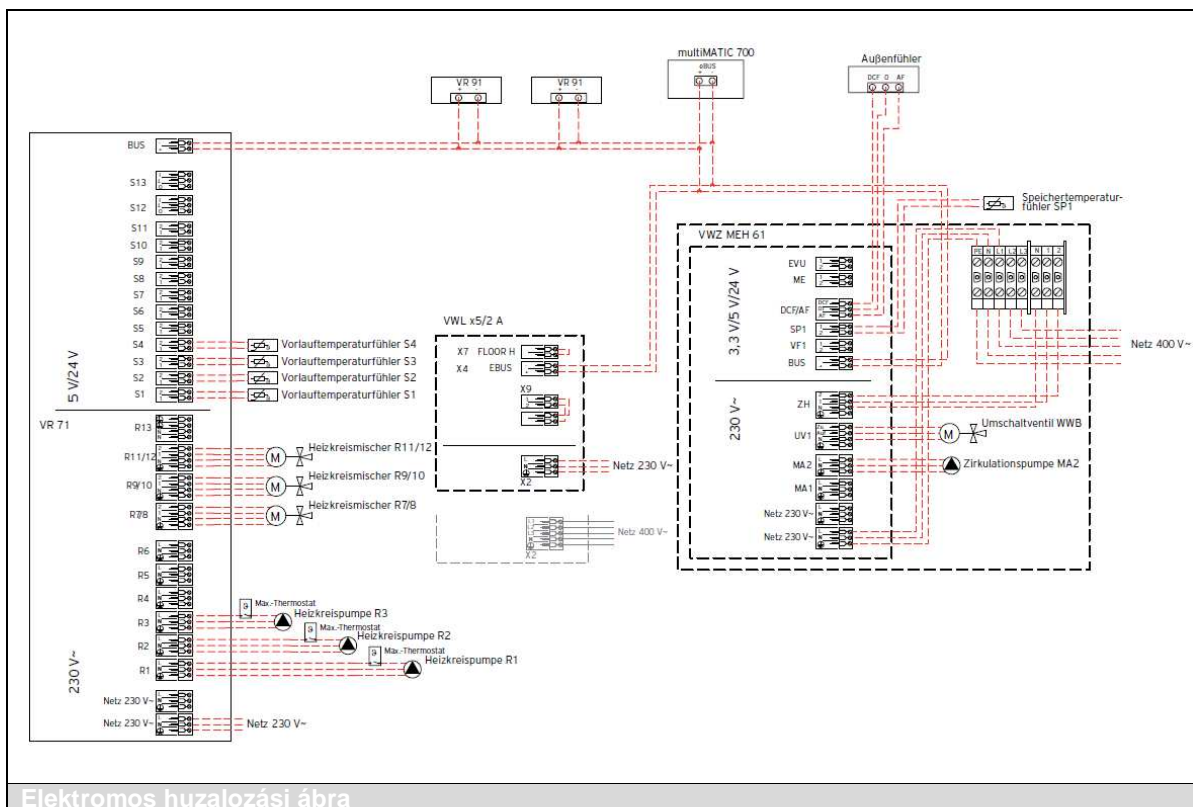 multiMATIC 700
eBUS
+ -
Außenfühler
DCF 0 AF
VR 91
+ -
VR 91
+ -
BUS
S13
S12
S11
S10
S9
S8
S7
S6
S5
S4 Vorlauftemperaturfühler S4
S3 Vorlauftemperaturfühler S3
S2 Vorlauftemperaturfühler S2
S1 Vorlauftemperaturfühler S1
5 V/24 V
VR 71
230 V~
R13
R11/12 M Heizkreismischer R11/12
R9/10 M Heizkreismischer R9/10
R7/8 M Heizkreismischer R7/8
R6
R5
R4
Max.-Thermostat
R3 Heizkreispumpe R3
Max.-Thermostat
R2 Heizkreispumpe R2
Max.-Thermostat
R1 Heizkreispumpe R1
Netz 230 V~
Netz 230 V~ Netz 230 V~
VWL x5/2 A
X7 FLOOR H
X4 EBUS
X9
X2 Netz 230 V~
X2 Netz 400 V~
Speichertemperatur-
fühler SP1
VWZ MEH 61
PE N L1 L2 L3 N 1 2
Netz 400 V~
3,3 V/5 V/24 V
EVU
ME
DCF/AF
SP1
VF1
BUS
230 V~
ZH
UV1 M Umschaltventil WWB
MA2 Zirkulationspumpe MA2
MA1
Netz 230 V~
Netz 230 V~
Elektromos huzalozási ábra